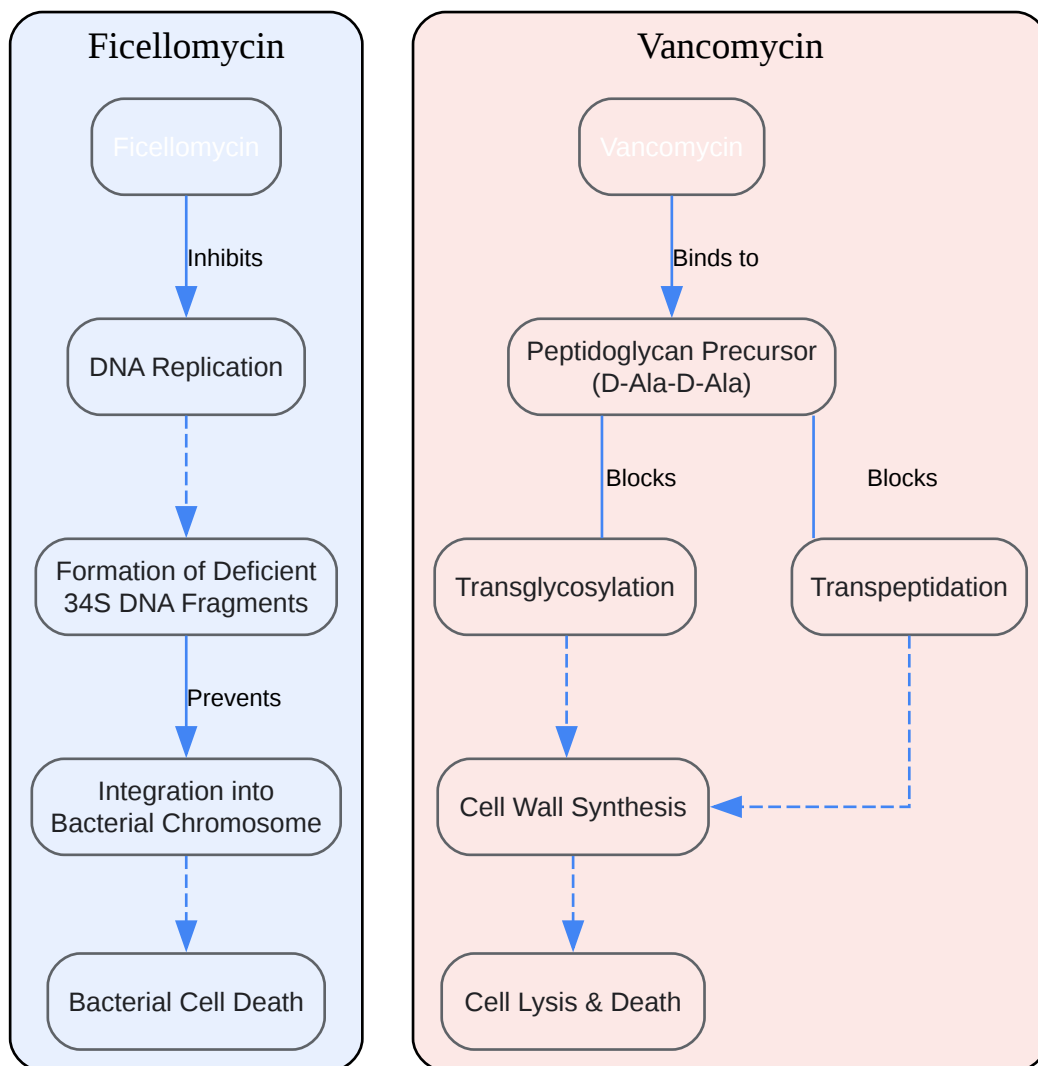 Ficellomycin
Ficellomycin
Inhibits
DNA Replication
Formation of Deficient
34S DNA Fragments
Prevents
Integration into
Bacterial Chromosome
Bacterial Cell Death
Vancomycin
Vancomycin
Binds to
Peptidoglycan Precursor
(D-Ala-D-Ala)
Blocks
Blocks
Transglycosylation
Transpeptidation
Cell Wall Synthesis
Cell Lysis & Death